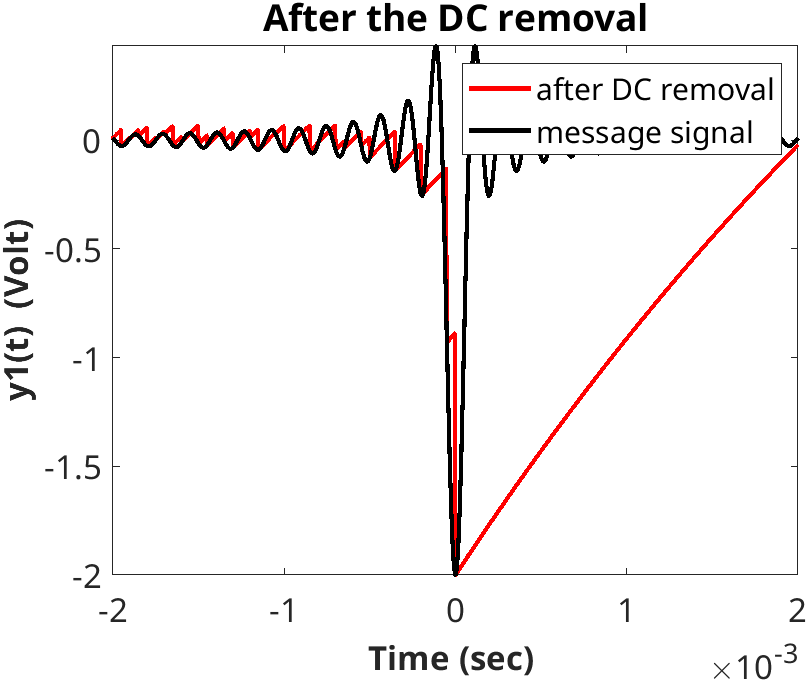 After the DC removal
after DC removal
message signal
y1(t) (Volt)
0
-0.5
-1
-1.5
-2
-2 -1 0 1 2
Time (sec)
×10^-3